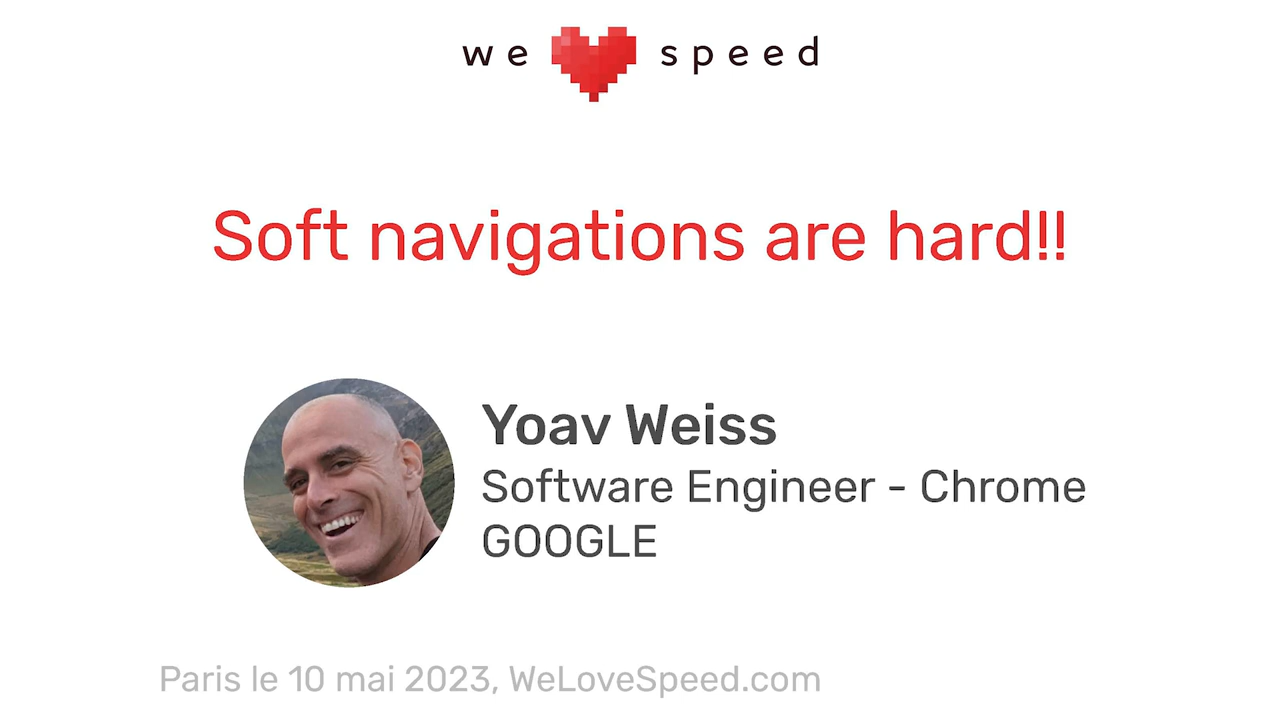 we speed
Soft navigations are hard!!
Yoav Weiss
Software Engineer - Chrome
GOOGLE
Paris le 10 mai 2023, WeLoveSpeed.com